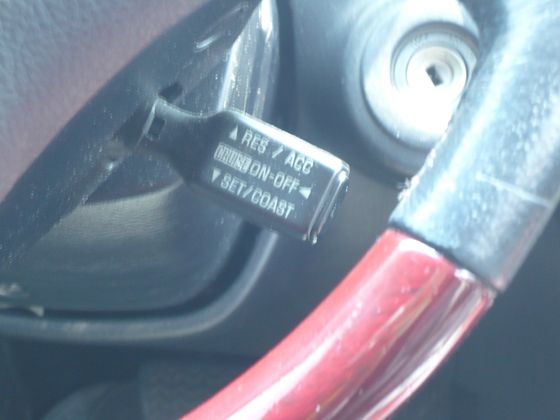 ▲ RES / ACC
CRUISE ON-OFF ◄
▼ SET/COAST